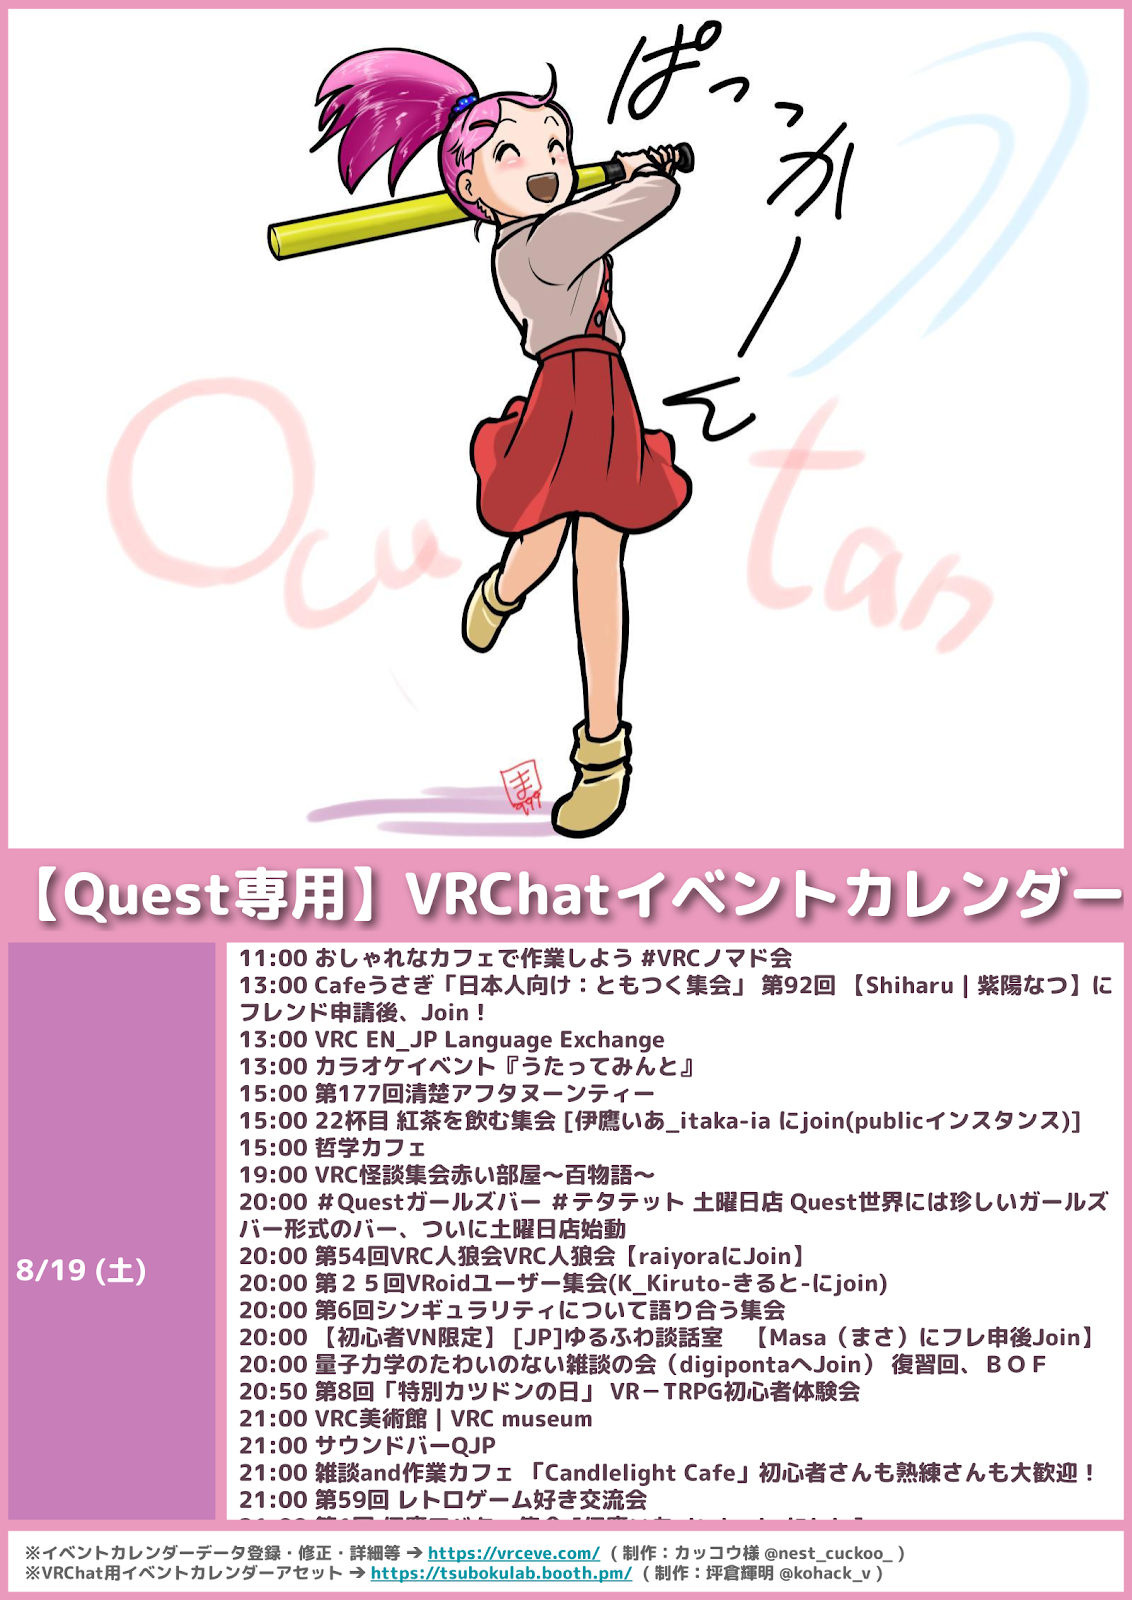 ぱっっかーん
Ocutan
ま
999
【Quest専用】VRChatイベントカレンダー
8/19 (土)
11:00 おしゃれなカフェで作業しよう #VRCノマド会
13:00 Cafeうさぎ「日本人向け：ともつく集会」 第92回 【Shiharu | 紫陽なつ】に
フレンド申請後、Join！
13:00 VRC EN_JP Language Exchange
13:00 カラオケイベント『うたってみんと』
15:00 第177回清楚アフタヌーンティー
15:00 22杯目 紅茶を飲む集会 [伊鷹いあ_itaka-ia にjoin(publicインスタンス)]
15:00 哲学カフェ
19:00 VRC怪談集会赤い部屋～百物語～
20:00 ＃Questガールズバー ＃テタテット 土曜日店 Quest世界には珍しいガールズ
バー形式のバー、ついに土曜日店始動
20:00 第54回VRC人狼会VRC人狼会【raiyoraにJoin】
20:00 第２５回VRoidユーザー集会(K_Kiruto-きると-にjoin)
20:00 第6回シンギュラリティについて語り合う集会
20:00 【初心者VN限定】 [JP]ゆるふわ談話室　【Masa（まさ）にフレ申後Join】
20:00 量子力学のたわいのない雑談の会（digipontaへJoin） 復習回、ＢＯＦ
20:50 第8回「特別カツドンの日」 VR－TRPG初心者体験会
21:00 VRC美術館 | VRC museum
21:00 サウンドバーQJP
21:00 雑談and作業カフェ 「Candlelight Cafe」初心者さんも熟練さんも大歓迎！
21:00 第59回 レトロゲーム好き交流会
※イベントカレンダーデータ登録・修正・詳細等 ➔ https://vrceve.com/ （ 制作：カッコウ様 @nest_cuckoo_ ）
※VRChat用イベントカレンダーアセット ➔ https://tsubokulab.booth.pm/ （ 制作：坪倉輝明 @kohack_v ）